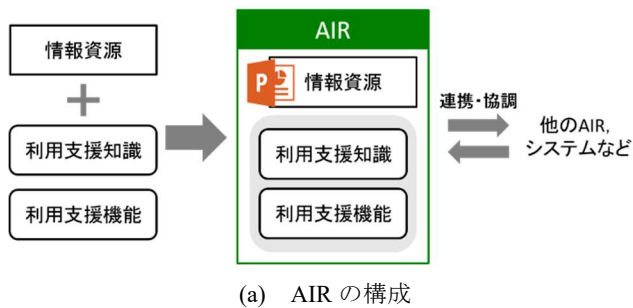 情報資源
利用支援知識
利用支援機能
AIR
P
情報資源
利用支援知識
利用支援機能
連携・協調
他のAIR,
システムなど
(a) AIR の構成